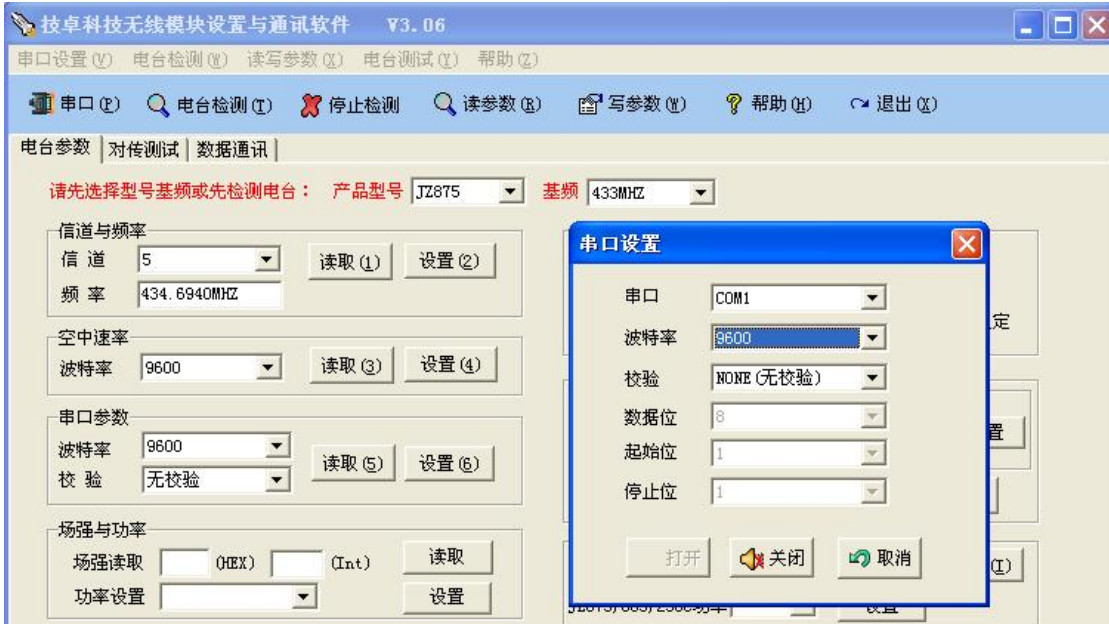 技卓科技无线模块设置与通讯软件 V3.06
串口设置(V) 电台检测(W) 读写参数(X) 电台测试(Y) 帮助(Z)
串口(P) 电台检测(T) 停止检测 读参数(R) 写参数(W) 帮助(H) 退出(X)
电台参数 对传测试 数据通讯
请先选择型号基频或先检测电台： 产品型号 JZ875 基频 433MHZ
信道与频率
信道 5 读取(1) 设置(2)
频率 434.6940MHZ
空中速率
波特率 9600 读取(3) 设置(4)
串口参数
波特率 9600
校验 无校验 读取(5) 设置(6)
场强与功率
场强读取 (HEX) (Int) 读取
功率设置 设置
串口设置
串口 COM1
波特率 9600
校验 NONE(无校验)
数据位 8
起始位 1
停止位 1
打开 关闭 取消
定
置
(I)